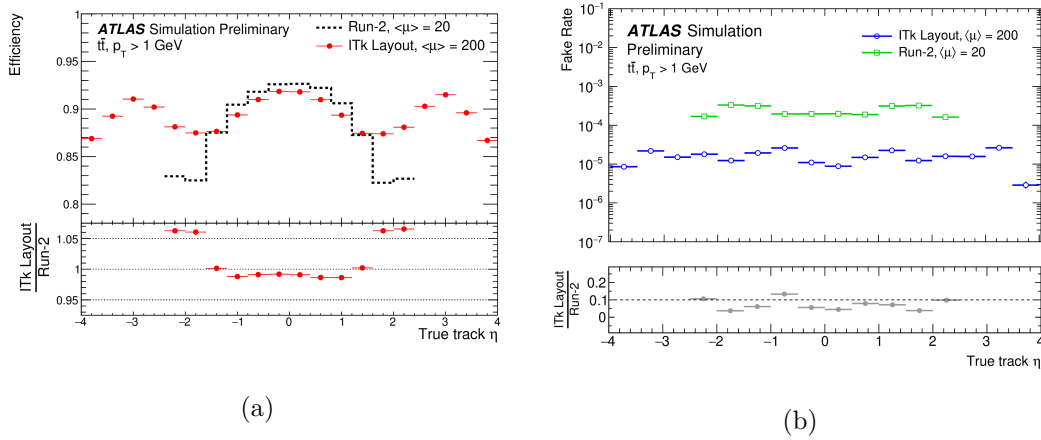 ATLAS Simulation Preliminary
tt̄, pT > 1 GeV
Run-2, <μ> = 20
ITk Layout, <μ> = 200
Efficiency
1
0.95
0.9
0.85
0.8
ITk Layout
Run-2
1.05
1
0.95
−4 −3 −2 −1 0 1 2 3 4
True track η
(a)
ATLAS Simulation
Preliminary
tt̄, pT > 1 GeV
ITk Layout, ⟨μ⟩ = 200
Run-2, ⟨μ⟩ = 20
Fake Rate
10−1
10−2
10−3
10−4
10−5
10−6
10−7
ITk Layout
Run-2
0.2
0.1
0
−4 −3 −2 −1 0 1 2 3 4
True track η
(b)